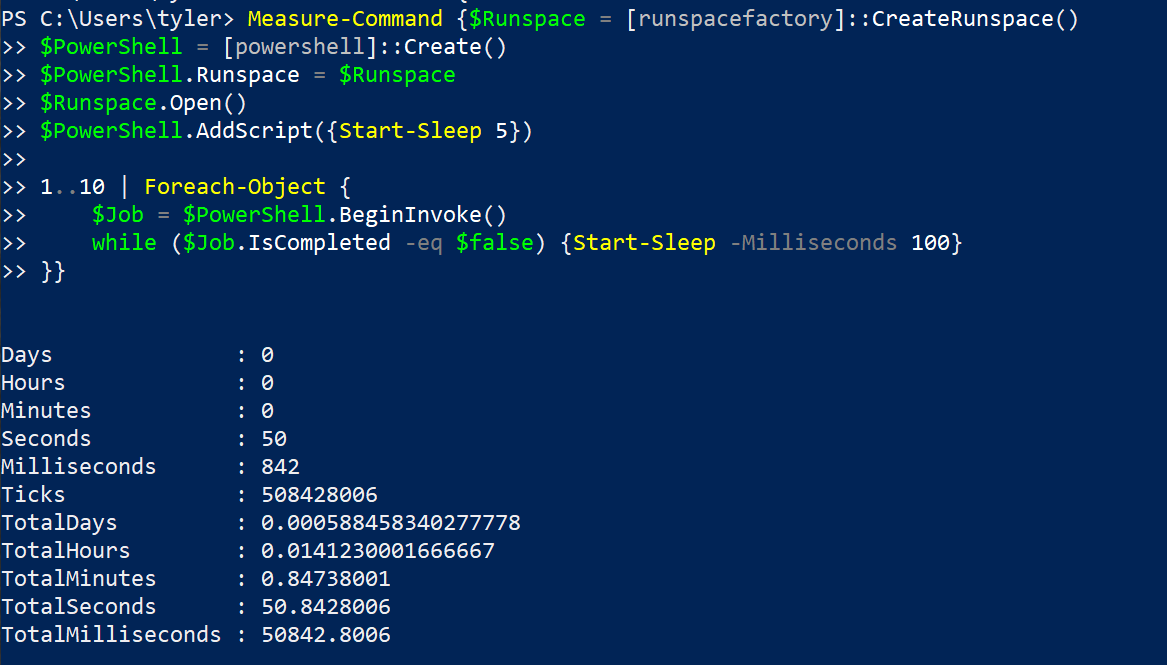 PS C:\Users\tyler> Measure-Command {$Runspace = [runspacefactory]::CreateRunspace()
>> $PowerShell = [powershell]::Create()
>> $PowerShell.Runspace = $Runspace
>> $Runspace.Open()
>> $PowerShell.AddScript({Start-Sleep 5})
>>
>> 1..10 | Foreach-Object {
>>     $Job = $PowerShell.BeginInvoke()
>>     while ($Job.IsCompleted -eq $false) {Start-Sleep -Milliseconds 100}
>> }}
Days              : 0
Hours             : 0
Minutes           : 0
Seconds           : 50
Milliseconds      : 842
Ticks             : 508428006
TotalDays         : 0.000588458340277778
TotalHours        : 0.0141230001666667
TotalMinutes      : 0.84738001
TotalSeconds      : 50.8428006
TotalMilliseconds : 50842.8006